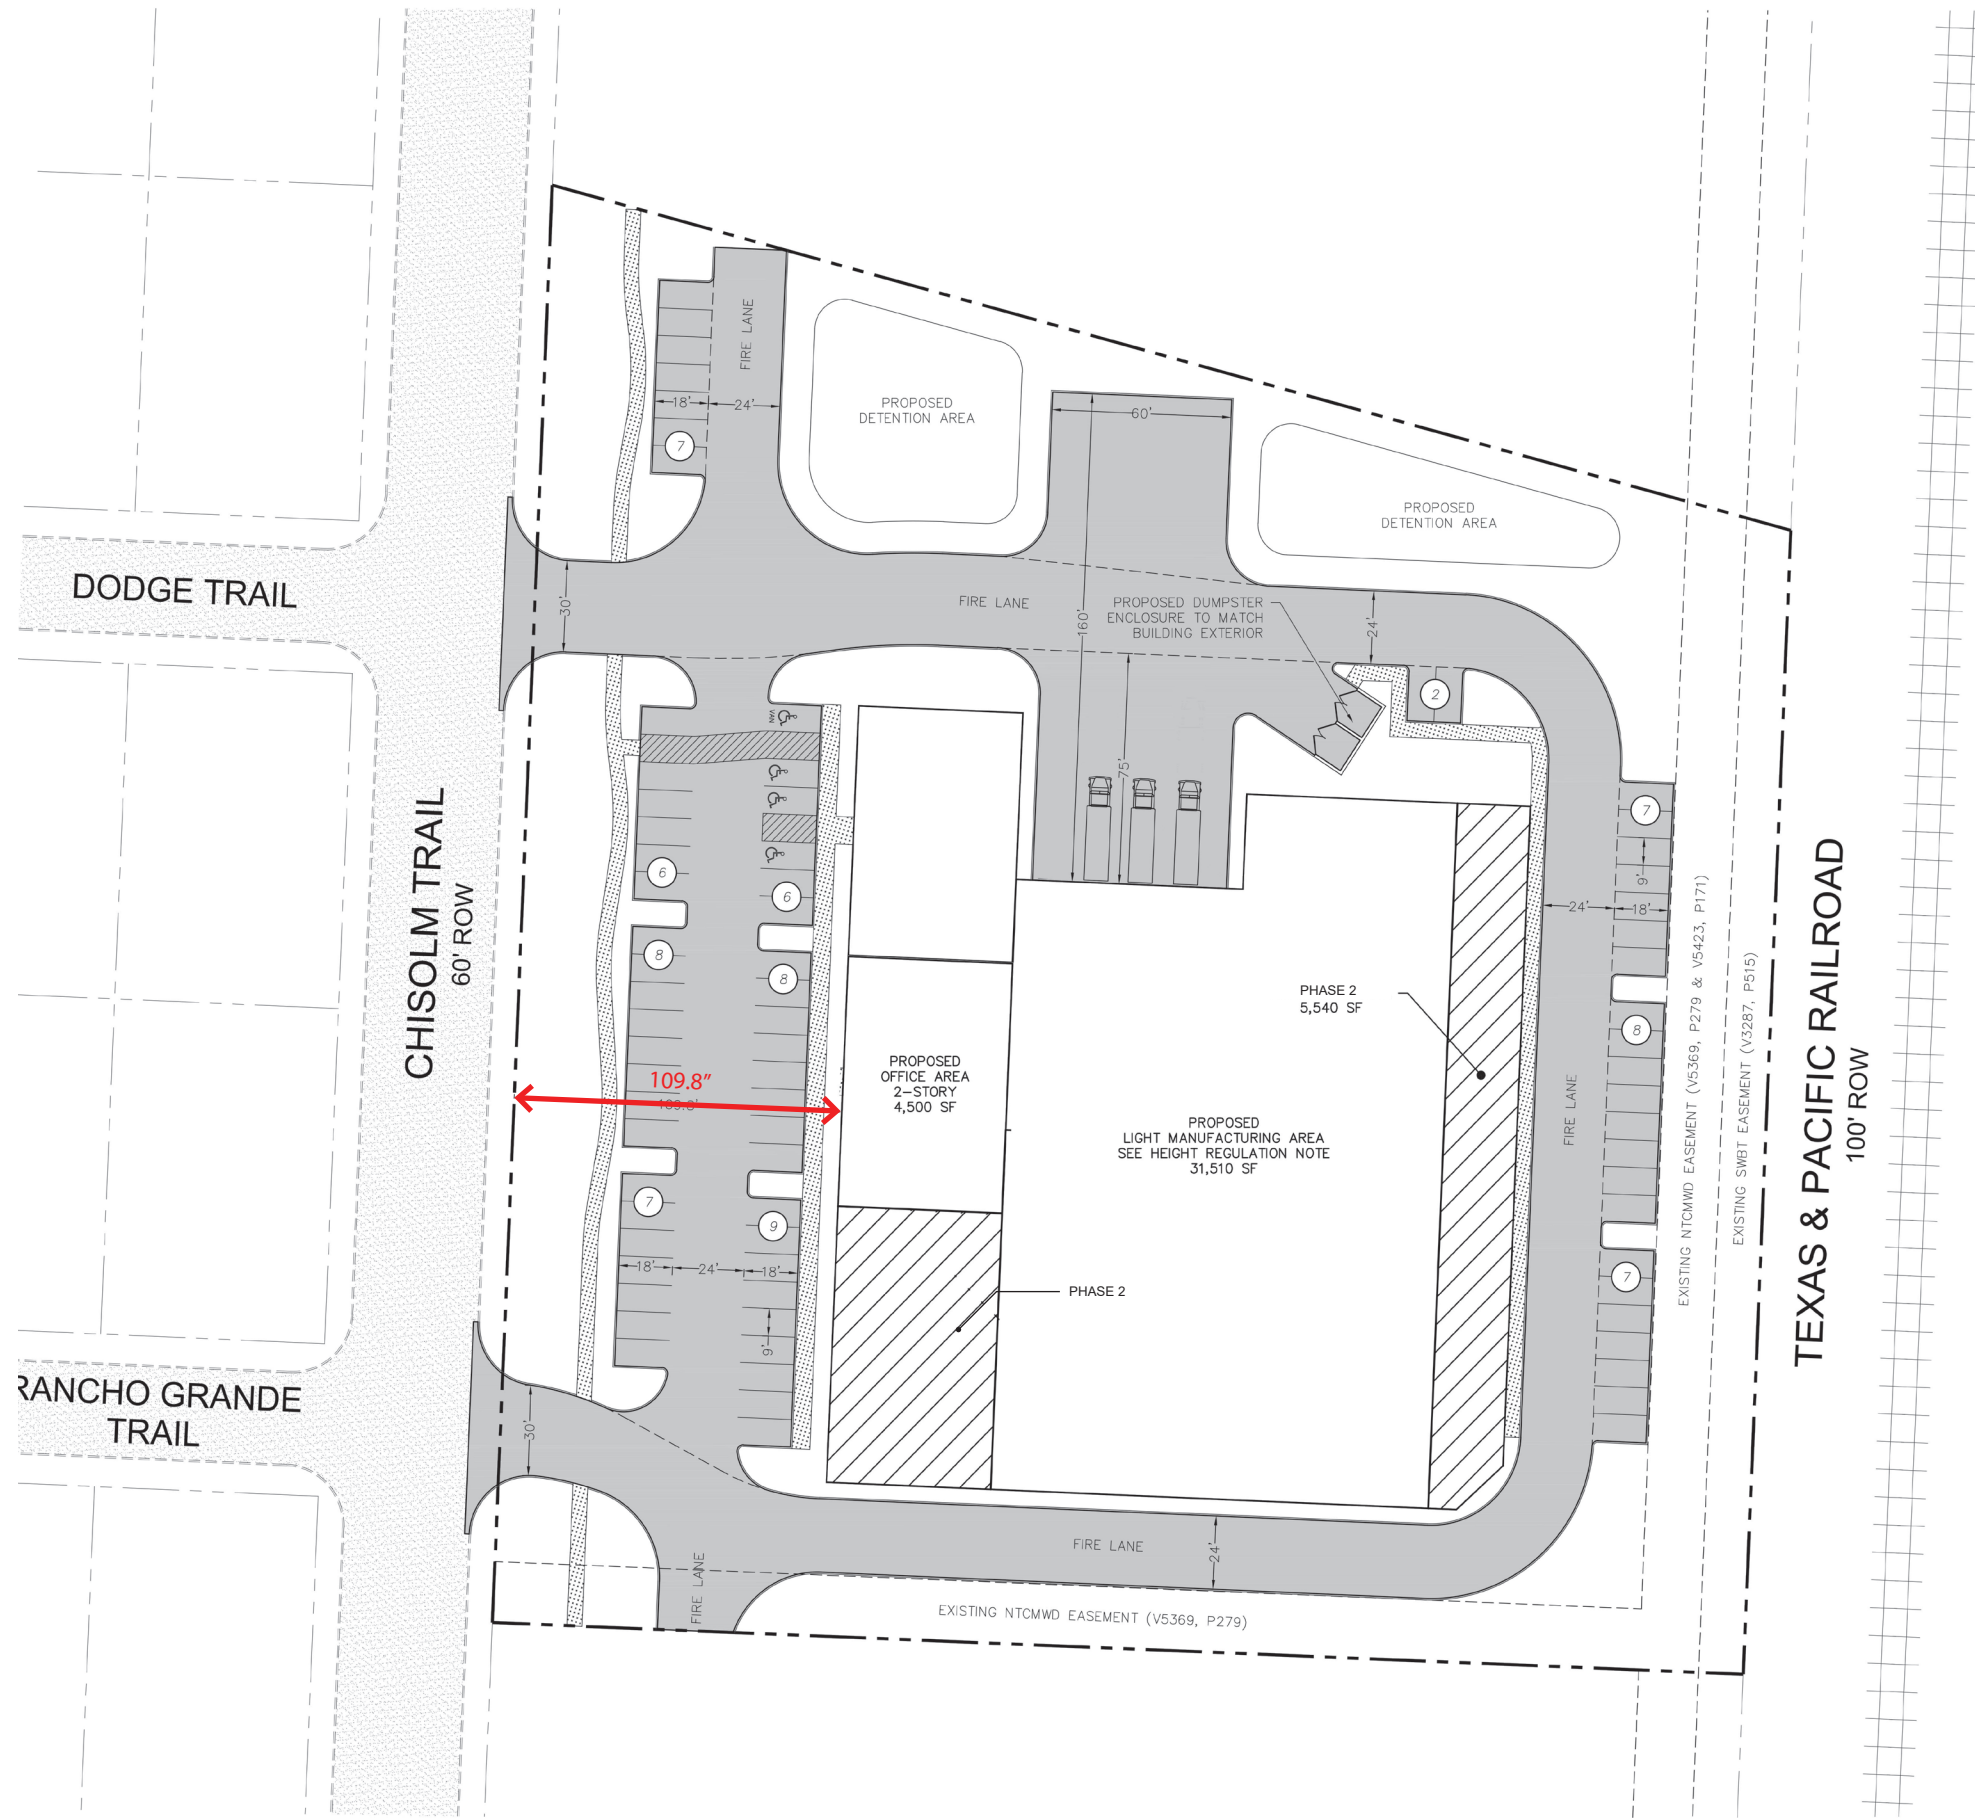 FIRE LANE
18'
24'
7
PROPOSED
DETENTION AREA
60'
PROPOSED
DETENTION AREA
DODGE TRAIL
30'
FIRE LANE
160'
PROPOSED DUMPSTER
ENCLOSURE TO MATCH
BUILDING EXTERIOR
24'
2
VAN
75'
7
9'
24'
18'
CHISOLM TRAIL
60' ROW
6
6
8
8
PHASE 2
5,540 SF
8
EXISTING NTCMWD EASEMENT (V5369, P279 & V5423, P171)
EXISTING SWBT EASEMENT (V3287, P515)
TEXAS & PACIFIC RAILROAD
100' ROW
109.8"
109.8'
PROPOSED
OFFICE AREA
2-STORY
4,500 SF
PROPOSED
LIGHT MANUFACTURING AREA
SEE HEIGHT REGULATION NOTE
31,510 SF
FIRE LANE
7
9
18'
24'
18'
9'
PHASE 2
7
RANCHO GRANDE
TRAIL
30'
FIRE LANE
FIRE LANE
24'
EXISTING NTCMWD EASEMENT (V5369, P279)